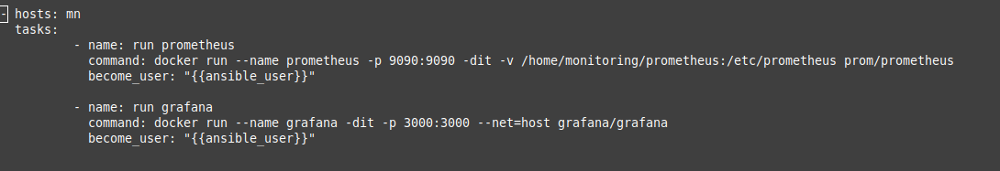 - hosts: mn
tasks:
- name: run prometheus
command: docker run --name prometheus -p 9090:9090 -dit -v /home/monitoring/prometheus:/etc/prometheus prom/prometheus
become_user: "{{ansible_user}}"
- name: run grafana
command: docker run --name grafana -dit -p 3000:3000 --net=host grafana/grafana
become_user: "{{ansible_user}}"